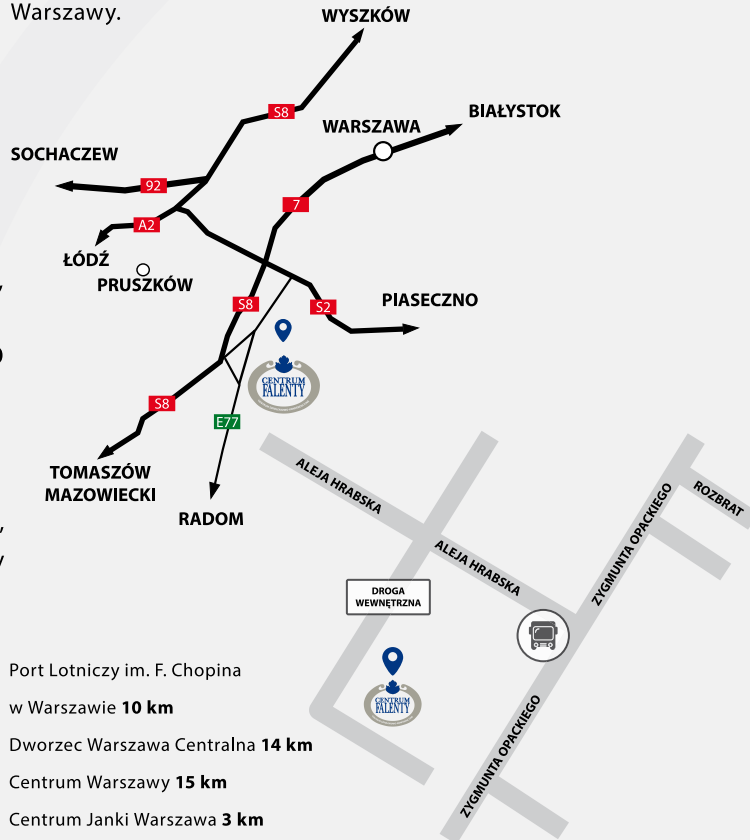 Warszawy.
WYSZKÓW
S8
BIAŁYSTOK
WARSZAWA
SOCHACZEW
92
7
A2
ŁÓDŹ
PRUSZKÓW
S8
S2
PIASECZNO
CENTRUM
FALENTY
S8
E77
TOMASZÓW
MAZOWIECKI
RADOM
ALEJA HRABSKA
ALEJA HRABSKA
ZYGMUNTA OPACKIEGO
ROZBRAT
DROGA
WEWNĘTRZNA
CENTRUM
FALENTY
ZYGMUNTA OPACKIEGO
Port Lotniczy im. F. Chopina
w Warszawie 10 km
Dworzec Warszawa Centralna 14 km
Centrum Warszawy 15 km
Centrum Janki Warszawa 3 km